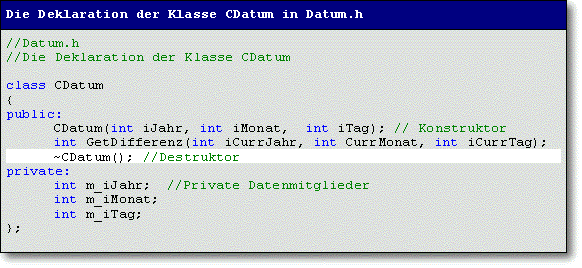 Die Deklaration der Klasse CDatum in Datum.h
//Datum.h
//Die Deklaration der Klasse CDatum
class CDatum
{
public:
CDatum(int iJahr, int iMonat, int iTag); // Konstruktor
int GetDifferenz(int iCurrJahr, int CurrMonat, int iCurrTag);
~CDatum(); //Destruktor
private:
int m_iJahr; //Private Datenmitglieder
int m_iMonat;
int m_iTag;
};